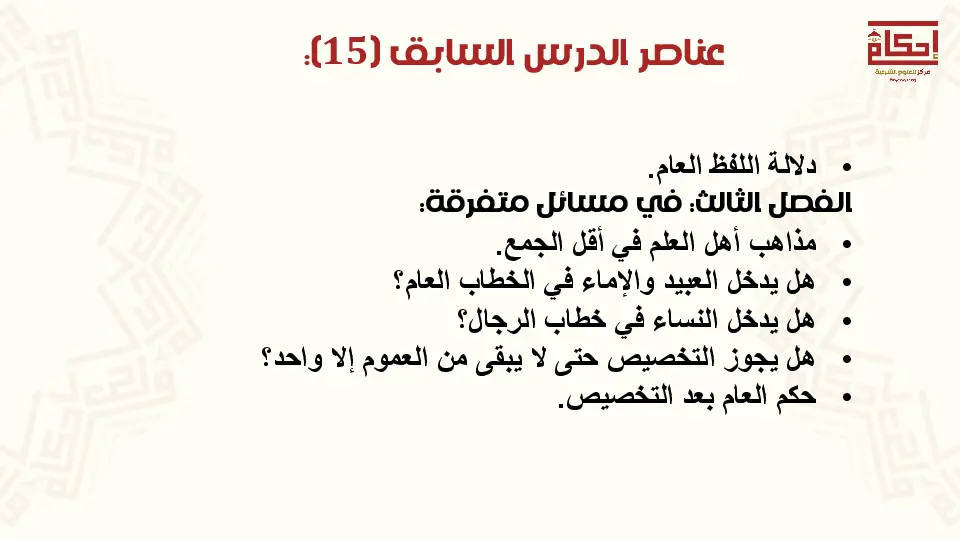 عناصر الدرس السابق (15):
إحكام
مركز للعلوم الشرعية
• دلالة اللفظ العام.
الفصل الثالث: في مسائل متفرقة:
• مذاهب أهل العلم في أقل الجمع.
• هل يدخل العبيد والإماء في الخطاب العام؟
• هل يدخل النساء في خطاب الرجال؟
• هل يجوز التخصيص حتى لا يبقى من العموم إلا واحد؟
• حكم العام بعد التخصيص.